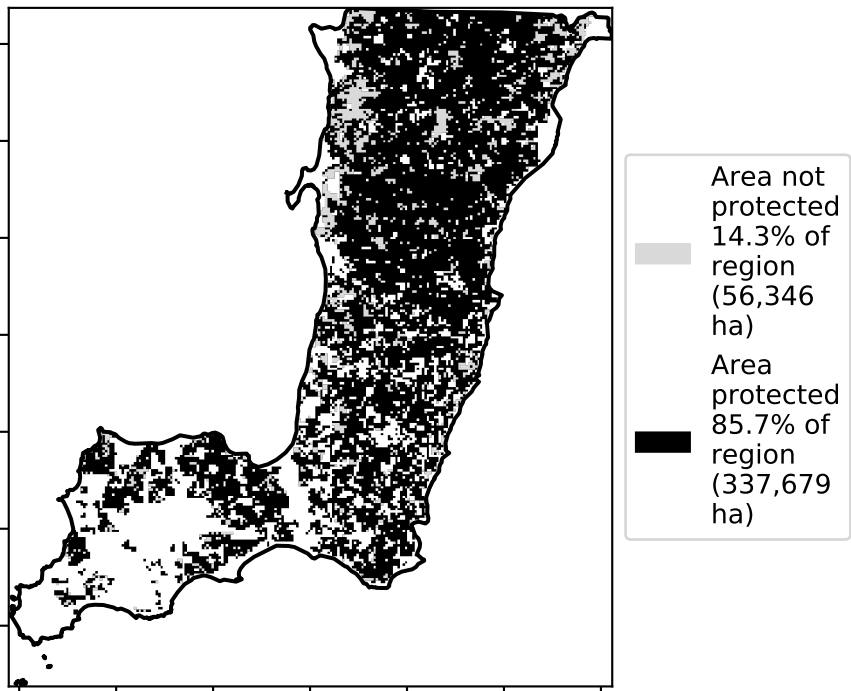 Area not
protected
14.3% of
region
(56,346
ha)
Area
protected
85.7% of
region
(337,679
ha)